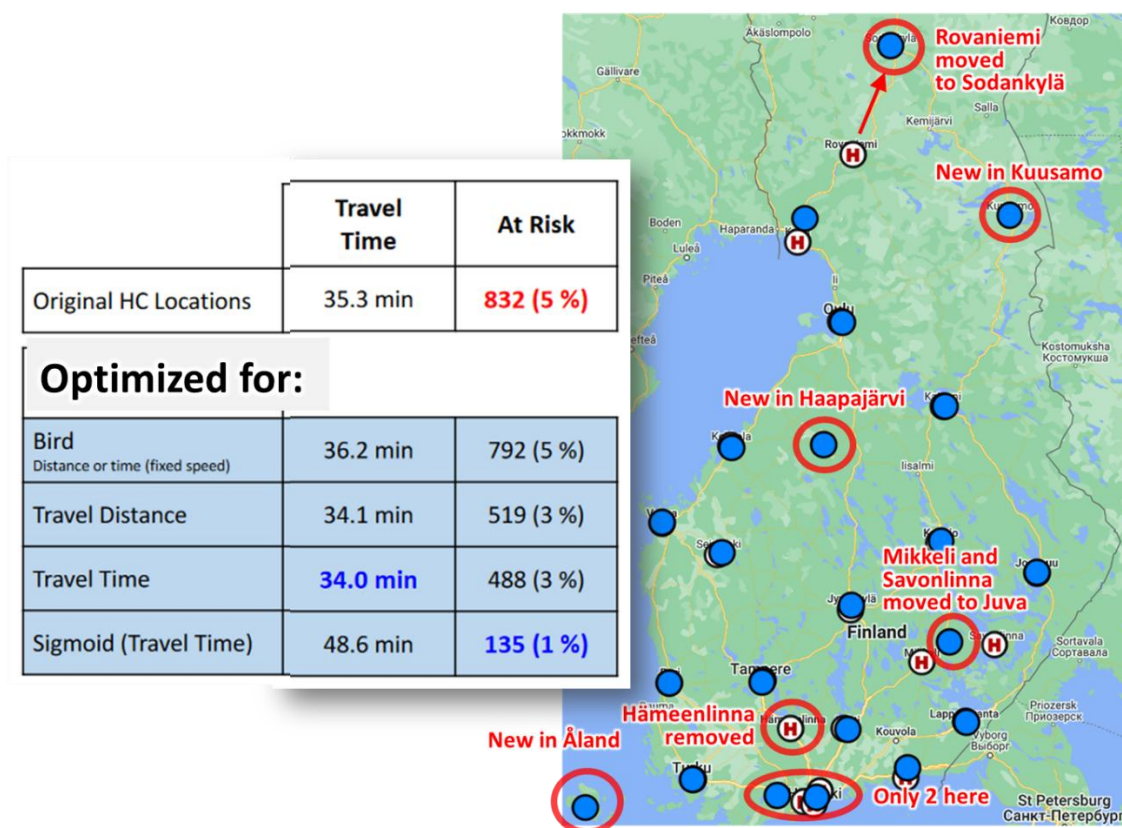 Travel
Time
At Risk
Original HC Locations
35.3 min
832 (5 %)
Optimized for:
Bird
Distance or time (fixed speed)
36.2 min
792 (5 %)
Travel Distance
34.1 min
519 (3 %)
Travel Time
34.0 min
488 (3 %)
Sigmoid (Travel Time)
48.6 min
135 (1 %)
Äkäslompolo
Ковдор
Rovaniemi
moved
to Sodankylä
Gällivare
Salla
Kemijärvi
H
New in Kuusamo
Boden
Haparanda
H
Luleå
Piteå
Ii
Oulu
Kostomuksha
Костомукша
New in Haapajärvi
Iisalmi
Mikkeli and
Savonlinna
moved to Juva
Finland
H
H
Sortavala
Сортавала
Tampere
Hämeenlinna
removed
Hämeenlinna
H
Lappeenranta
Priozersk
Приозерск
Kouvola
Vyborg
Выборг
New in Åland
Turku
Only 2 here
St Petersburg
Санкт-Петербург